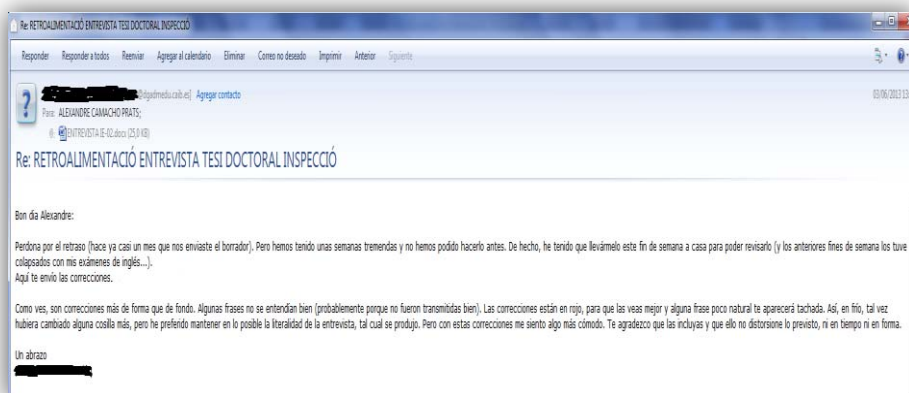 Re: RETROALIMENTACIÓ ENTREVISTA TESI DOCTORAL INSPECCIÓ
Responder Responder a todos Reenviar Agregar al calendario Eliminar Correo no deseado Imprimir Anterior Siguiente
@dgadmedu.caib.es] Agregar contacto
03/06/2013 13:
Para: ALEXANDRE CAMACHO PRATS;
ENTREVISTA IE-02.docx (25,0 KB)
Re: RETROALIMENTACIÓ ENTREVISTA TESI DOCTORAL INSPECCIÓ
Bon dia Alexandre:
Perdona por el retraso (hace ya casi un mes que nos enviaste el borrador). Pero hemos tenido unas semanas tremendas y no hemos podido hacerlo antes. De hecho, he tenido que llevármelo este fin de semana a casa para poder revisarlo (y los anteriores fines de semana los tuve
colapsados con mis exámenes de inglés...).
Aquí te envío las correcciones.
Como ves, son correcciones más de forma que de fondo. Algunas frases no se entendían bien (probablemente porque no fueron transmitidas bien). Las correcciones están en rojo, para que las veas mejor y alguna frase poco natural te aparecerá tachada. Así, en frío, tal vez
hubiera cambiado alguna cosilla más, pero he preferido mantener en lo posible la literalidad de la entrevista, tal cual se produjo. Pero con estas correcciones me siento algo más cómodo. Te agradezco que las incluyas y que ello no distorsione lo previsto, ni en tiempo ni en forma.
Un abrazo